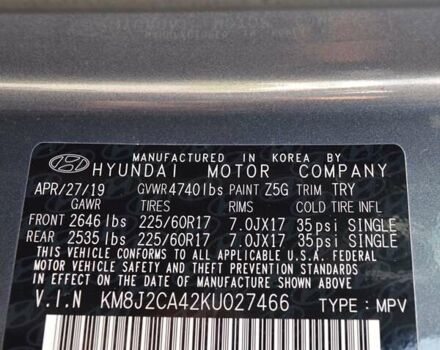 MANUFACTURED IN KOREA BY
HYUNDAI MOTOR COMPANY
APR/27/19 GVWR4740lbs PAINT Z5G TRIM TRY
GAWR TIRES RIMS COLD TIRE INFL
FRONT 2646lbs 225/60R17 7.0JX17 35psi SINGLE
REAR 2535lbs 225/60R17 7.0JX17 35psi SINGLE
THIS VEHICLE CONFORMS TO ALL APPLICABLE U.S.A. FEDERAL
MOTOR VEHICLE SAFETY, BUMPER, AND THEFT PREVENTION STANDARDS
IN EFFECT ON THE DATE OF MANUFACTURE SHOWN ABOVE.
V.I.N KM8J2CA42KU027466 TYPE:MPV